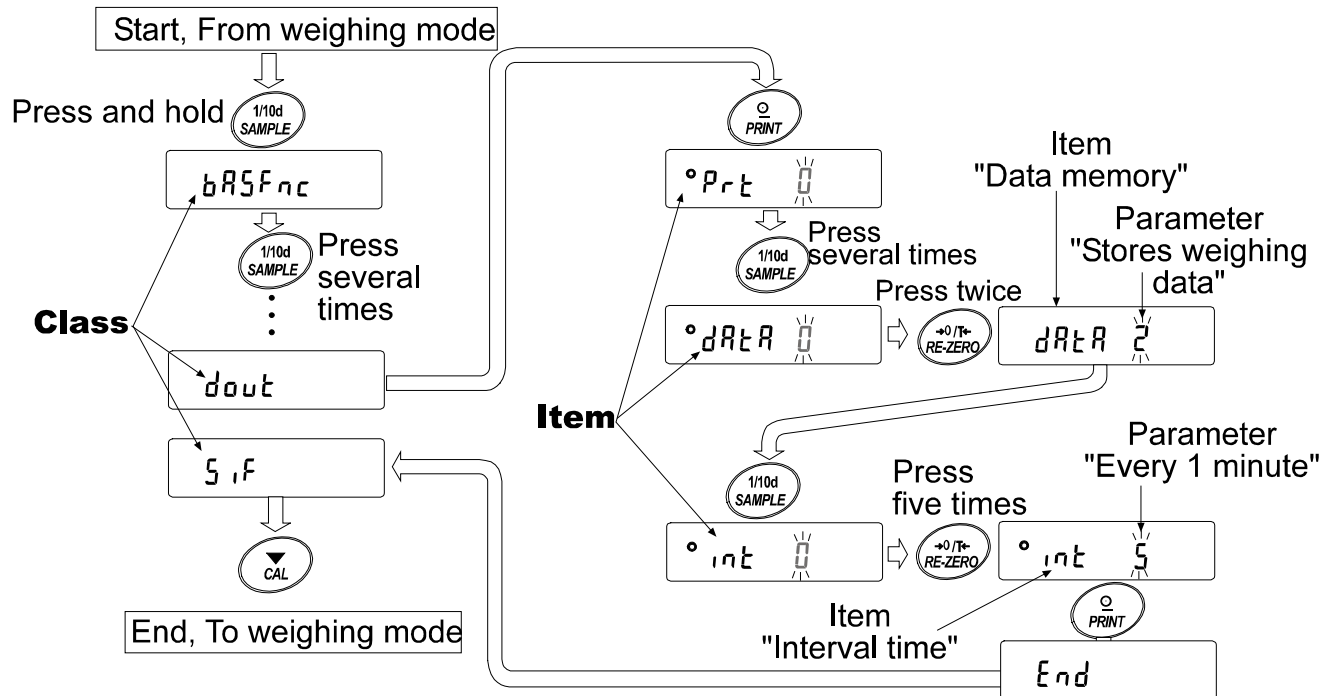 Start, From weighing mode
Press and hold
1/10d
SAMPLE
bASFnc
1/10d
SAMPLE
Press
several
times
Class
dout
SiF
CAL
End, To weighing mode
PRINT
Prt 0
1/10d
SAMPLE
Press
several times
Press twice
dAtA 0
→0/T←
RE-ZERO
Item
"Data memory"
Parameter
"Stores weighing
data"
dAtA 2
Item
1/10d
SAMPLE
Press
five times
int 0
→0/T←
RE-ZERO
Parameter
"Every 1 minute"
int 5
Item
"Interval time"
PRINT
End